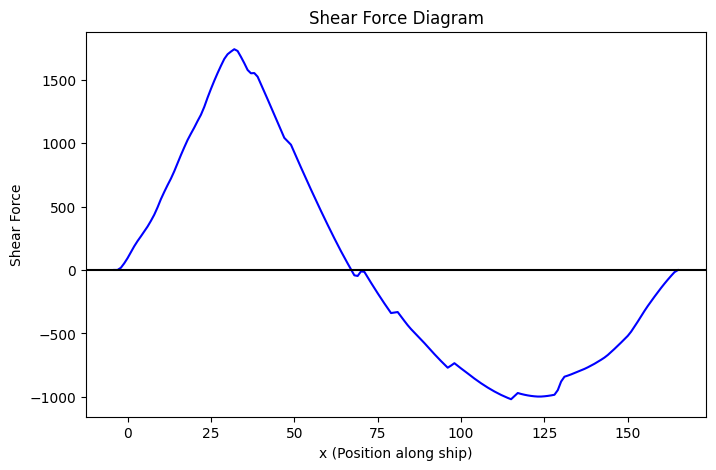 Shear Force Diagram
Shear Force
1500
1000
500
0
−500
−1000
0 25 50 75 100 125 150
x (Position along ship)